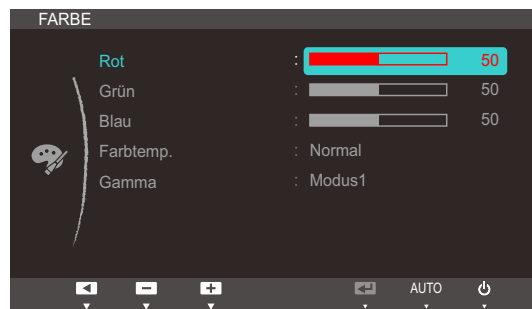 FARBE
Rot : 50
Grün : 50
Blau : 50
Farbtemp. : Normal
Gamma : Modus1
AUTO